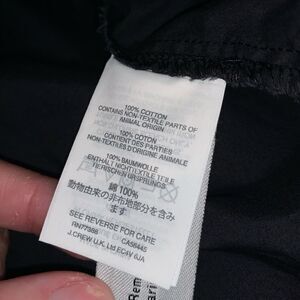 100% COTTON
CONTAINS NON-TEXTILE PARTS OF
ANIMAL ORIGIN
100% COTON
CONTIENT DES PARTIES
NON-TEXTILES D'ORIGINE ANIMALE
100% BAUMWOLLE
ENTHÄLT NICHTTEXTILE TEILE
TIERISCHEN URSPRUNGS
綿 100%
動物由来の非布地部分を含み
ます
SEE REVERSE FOR CARE
RN77388 CA56445
J.CREW U.K. Ltd EC4V 6JA
Rem